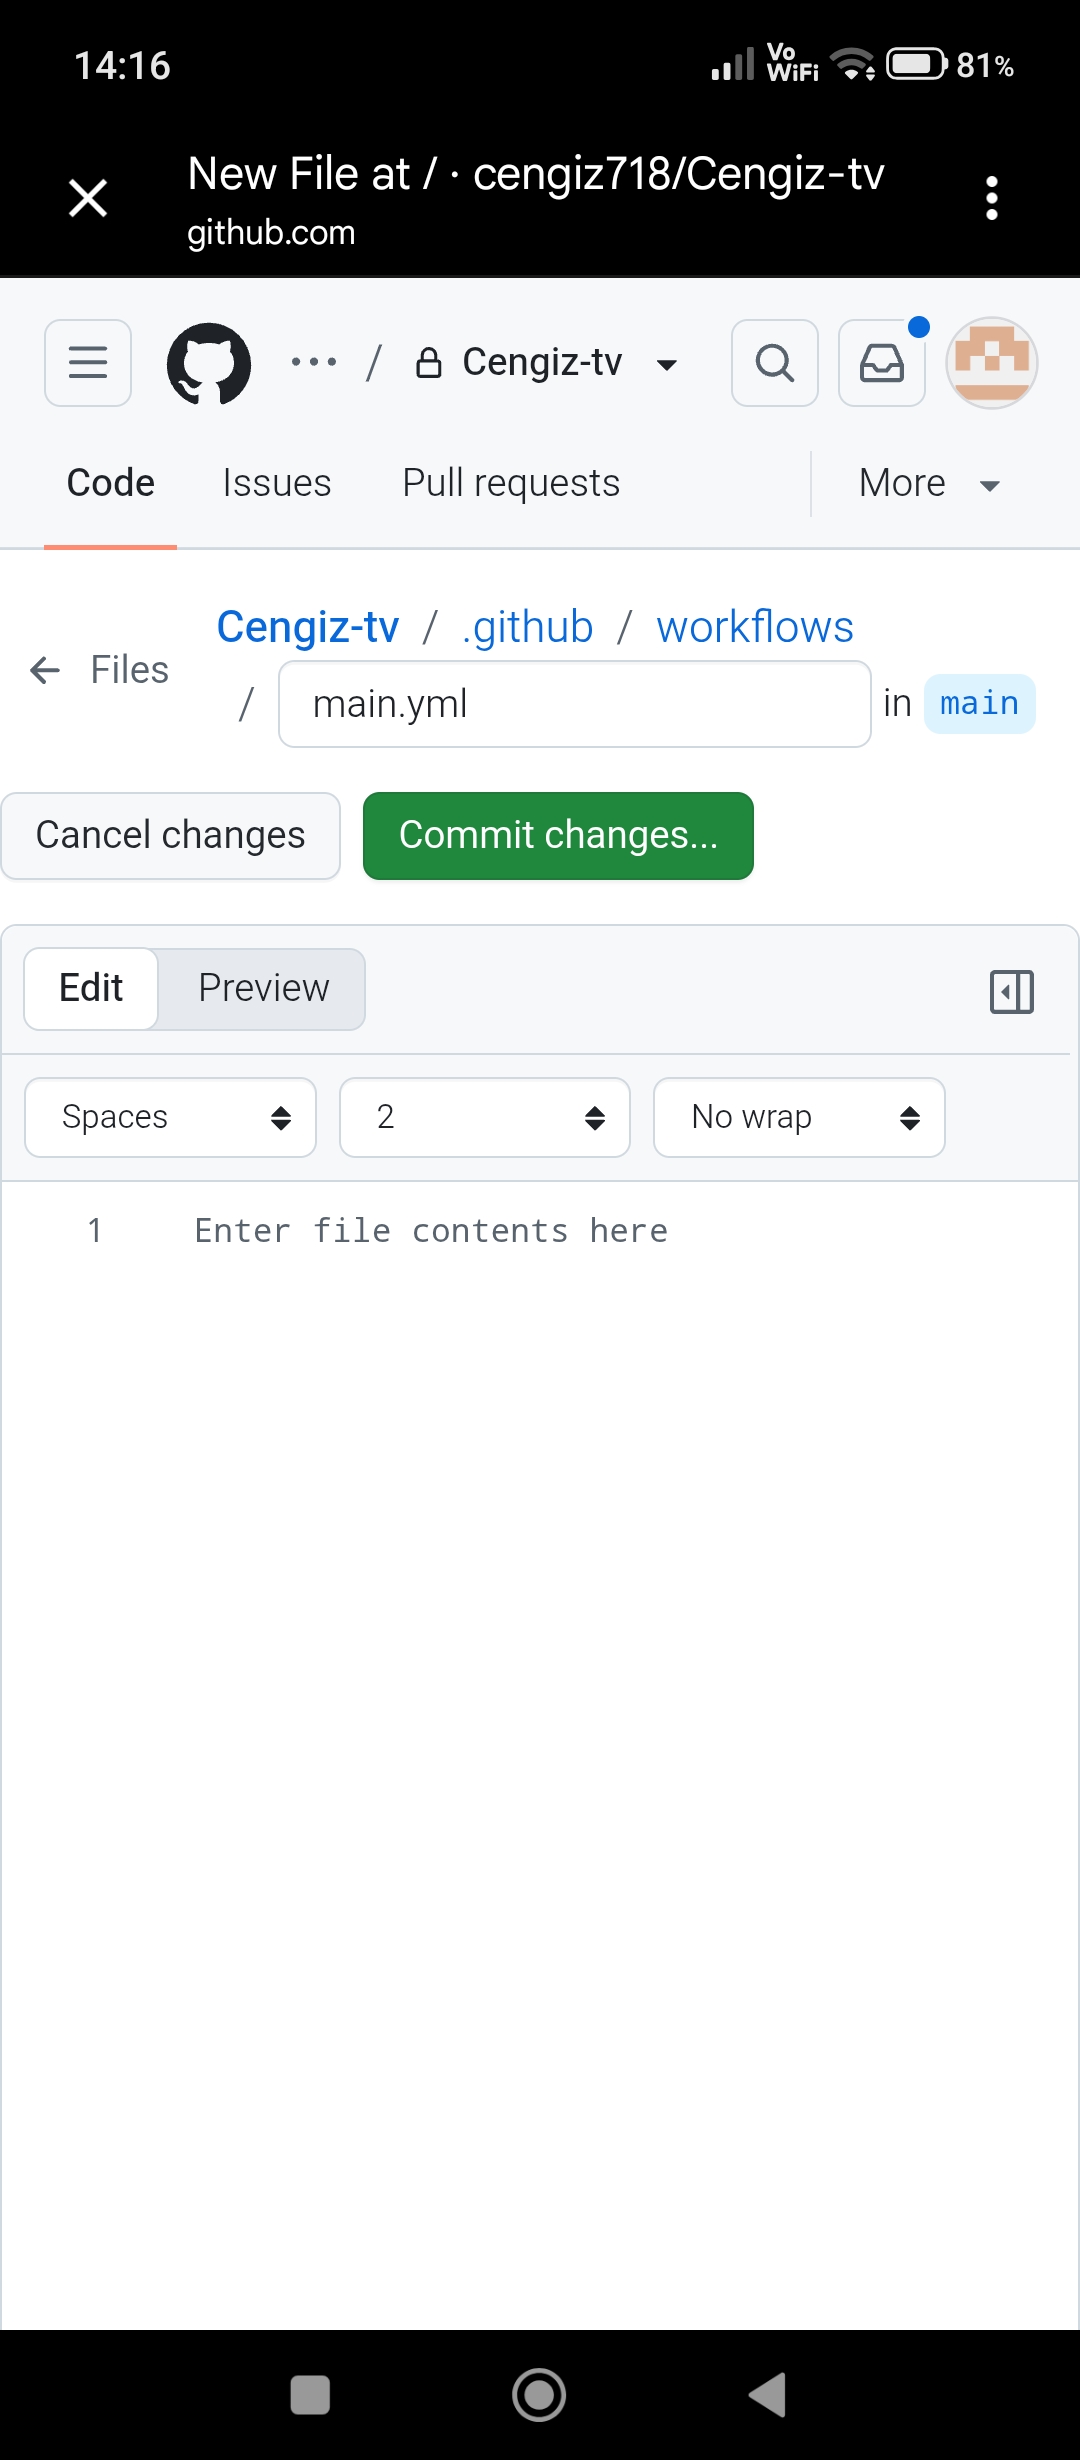 14:16
Vo
WiFi
81%
New File at / · cengiz718/Cengiz-tv
github.com
/ Cengiz-tv
Code Issues Pull requests More
Cengiz-tv / .github / workflows
Files
/ main.yml in main
Cancel changes Commit changes...
Edit Preview
Spaces 2 No wrap
1 Enter file contents here